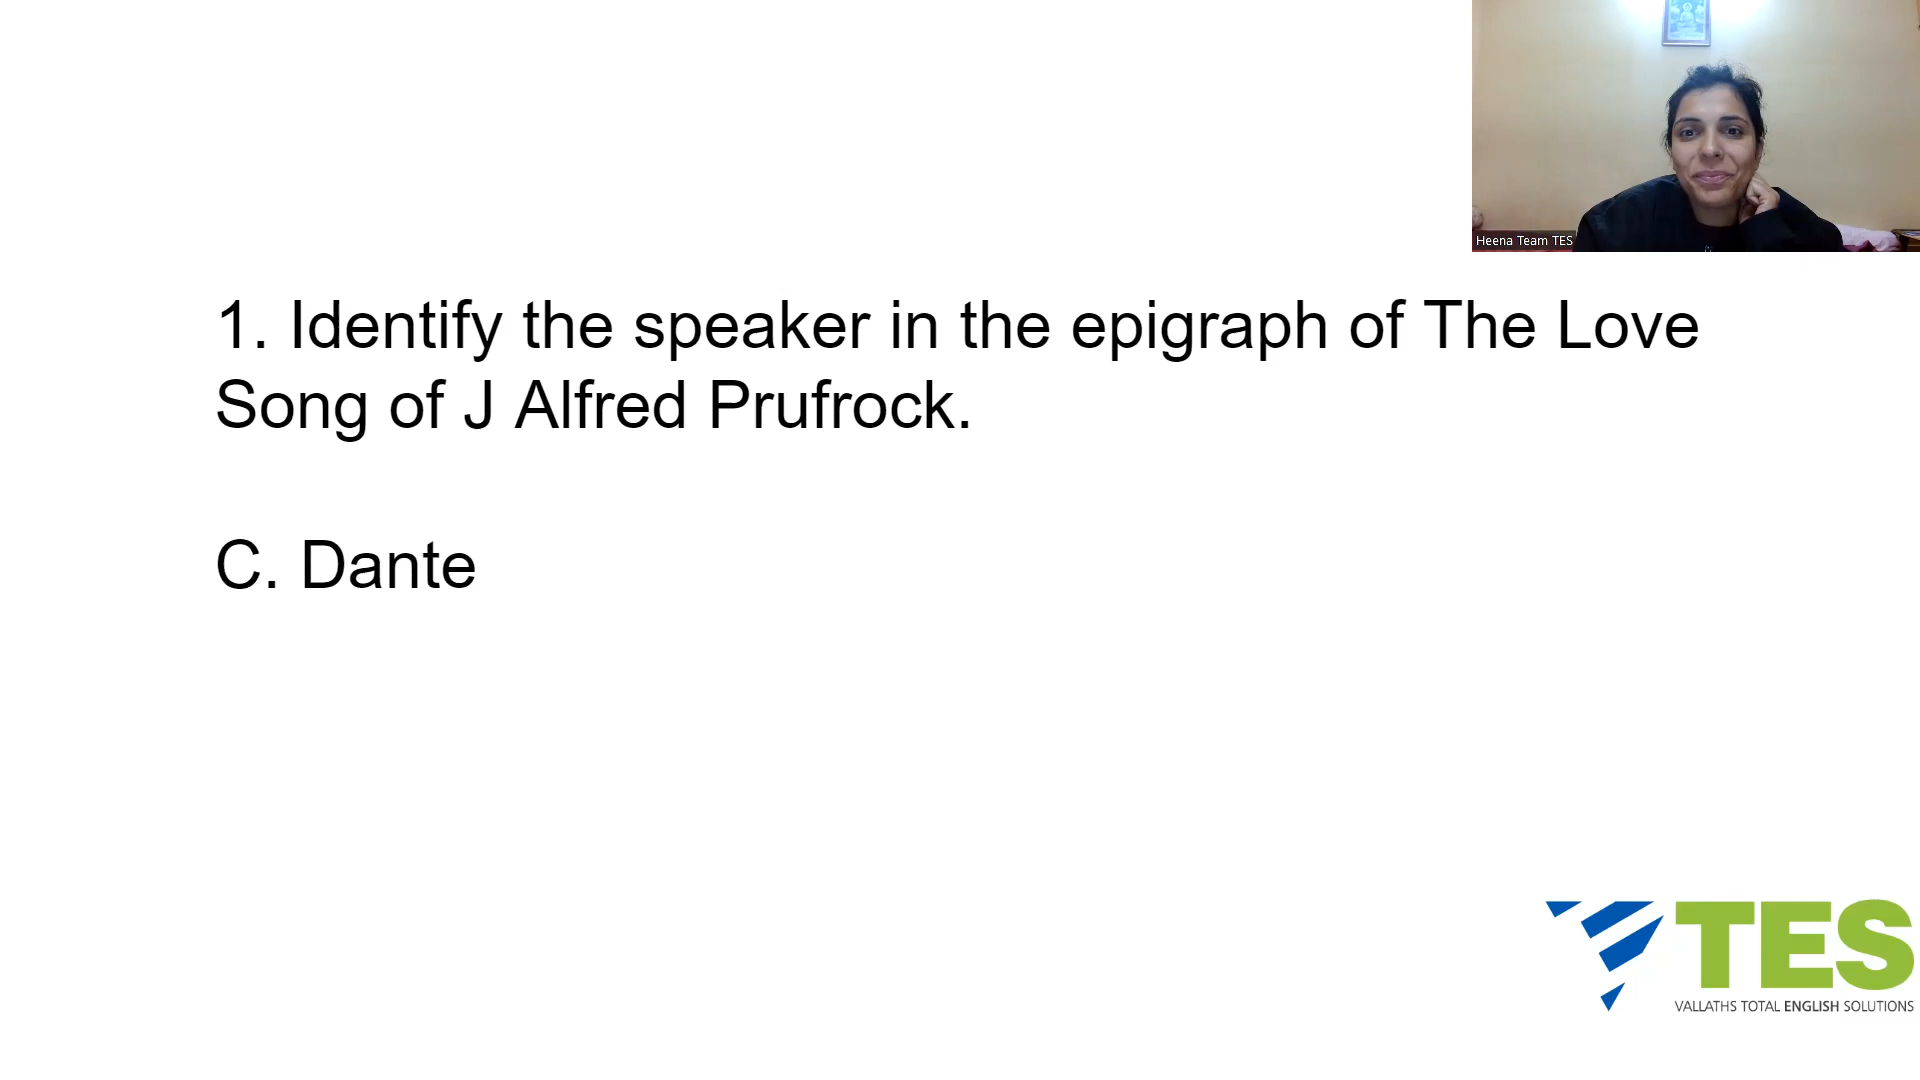 Heena Team TES
1. Identify the speaker in the epigraph of The Love
Song of J Alfred Prufrock.
C. Dante
TES
VALLATHS TOTAL ENGLISH SOLUTIONS